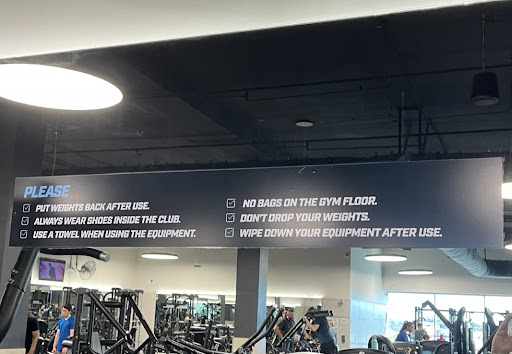 PLEASE
PUT WEIGHTS BACK AFTER USE.
ALWAYS WEAR SHOES INSIDE THE CLUB.
USE A TOWEL WHEN USING THE EQUIPMENT.
NO BAGS ON THE GYM FLOOR.
DON'T DROP YOUR WEIGHTS.
WIPE DOWN YOUR EQUIPMENT AFTER USE.